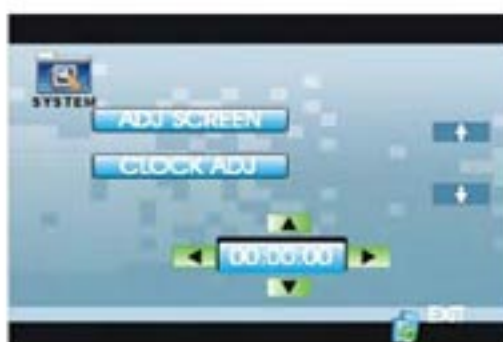 SYSTEM
ADJ SCREEN
CLOCK ADJ
00:00:00
EXIT